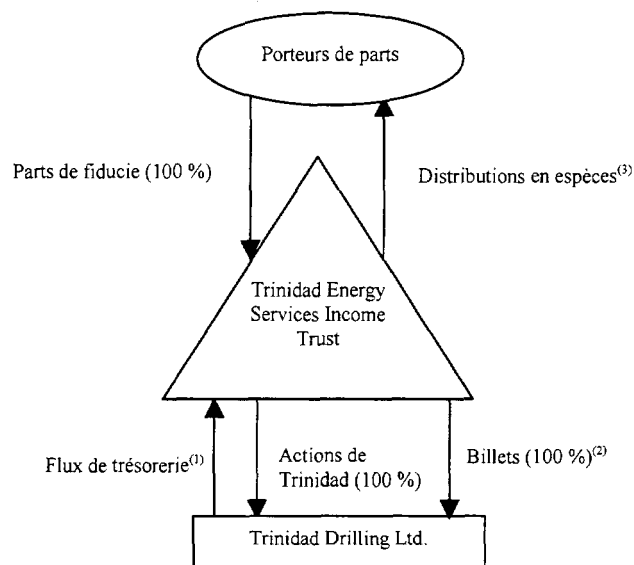 Porteurs de parts
Parts de fiducie (100 %)
Distributions en espèces(3)
Trinidad Energy
Services Income
Trust
Flux de trésorerie(1)
Actions de
Trinidad (100 %)
Billets (100 %)(2)
Trinidad Drilling Ltd.